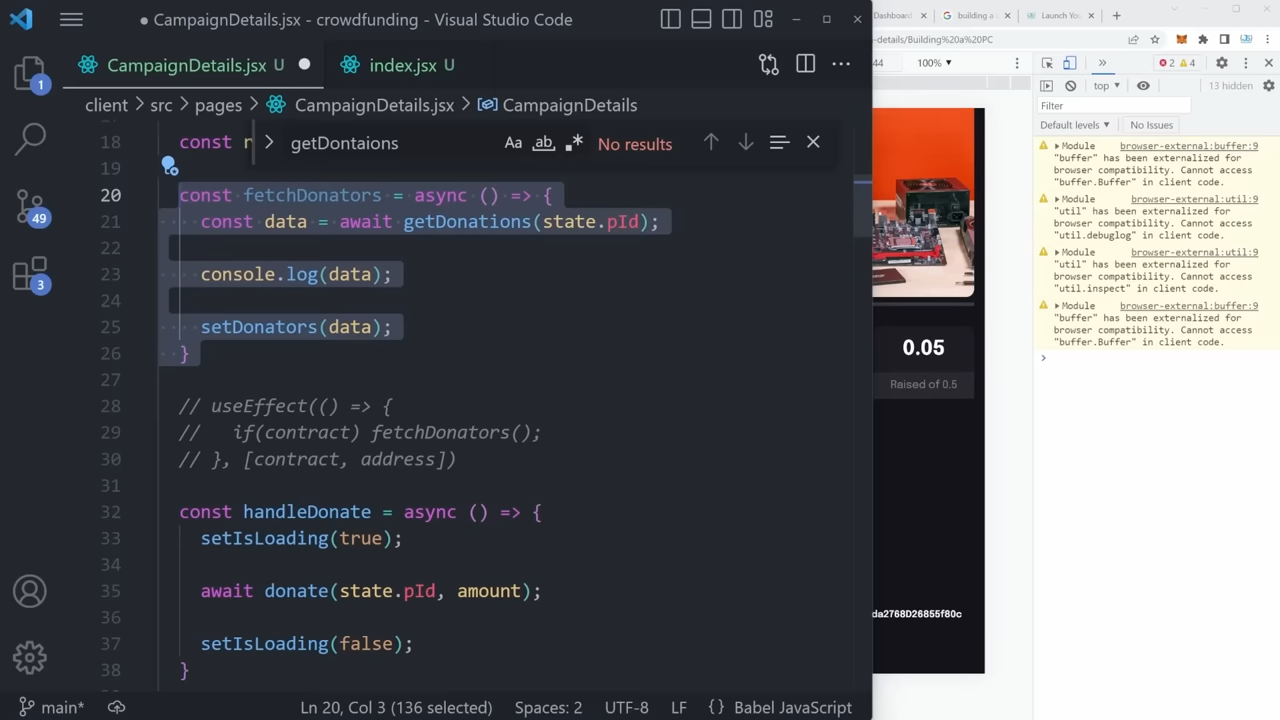 CampaignDetails.jsx - crowdfunding - Visual Studio Code
CampaignDetails.jsx U
index.jsx U
client > src > pages > CampaignDetails.jsx > CampaignDetails
getDontaions
Aa ab No results
18 const n
19
20 const fetchDonators = async () => {
21 const data = await getDonations(state.pId);
22
23 console.log(data);
24
25 setDonators(data);
26 }
27
28 // useEffect(() => {
29 // if(contract) fetchDonators();
30 // }, [contract, address])
31
32 const handleDonate = async () => {
33 setIsLoading(true);
34
35 await donate(state.pId, amount);
36
37 setIsLoading(false);
38 }
1
49
3
main*
Ln 20, Col 3 (136 selected)
Spaces: 2
UTF-8
LF
{} Babel JavaScript
Dashboard
building a
Launch You
-details/Building%20a%20PC
44
100%
0.05
Raised of 0.5
da2768D26855f80c
2 4
top
13 hidden
Filter
Default levels
No Issues
Module browser-external:buffer:9
"buffer" has been externalized for
browser compatibility. Cannot access
"buffer.Buffer" in client code.
Module browser-external:util:9
"util" has been externalized for
browser compatibility. Cannot access
"util.debuglog" in client code.
Module browser-external:util:9
"util" has been externalized for
browser compatibility. Cannot access
"util.inspect" in client code.
Module browser-external:buffer:9
"buffer" has been externalized for
browser compatibility. Cannot access
"buffer.Buffer" in client code.